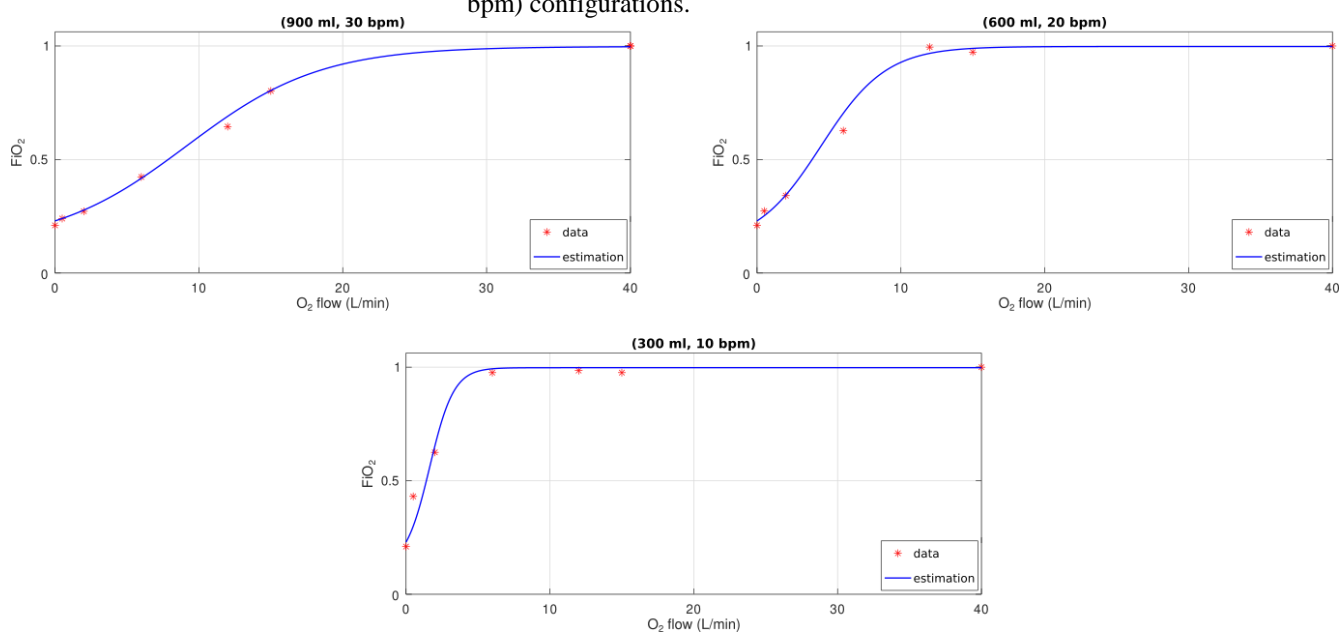 bpm) configurations.
(900 ml, 30 bpm)
1
0.5
0
FiO2
0
10
20
30
40
O2 flow (L/min)
data
estimation
(600 ml, 20 bpm)
1
0.5
0
FiO2
0
10
20
30
40
O2 flow (L/min)
data
estimation
(300 ml, 10 bpm)
1
0.5
0
FiO2
0
10
20
30
40
O2 flow (L/min)
data
estimation